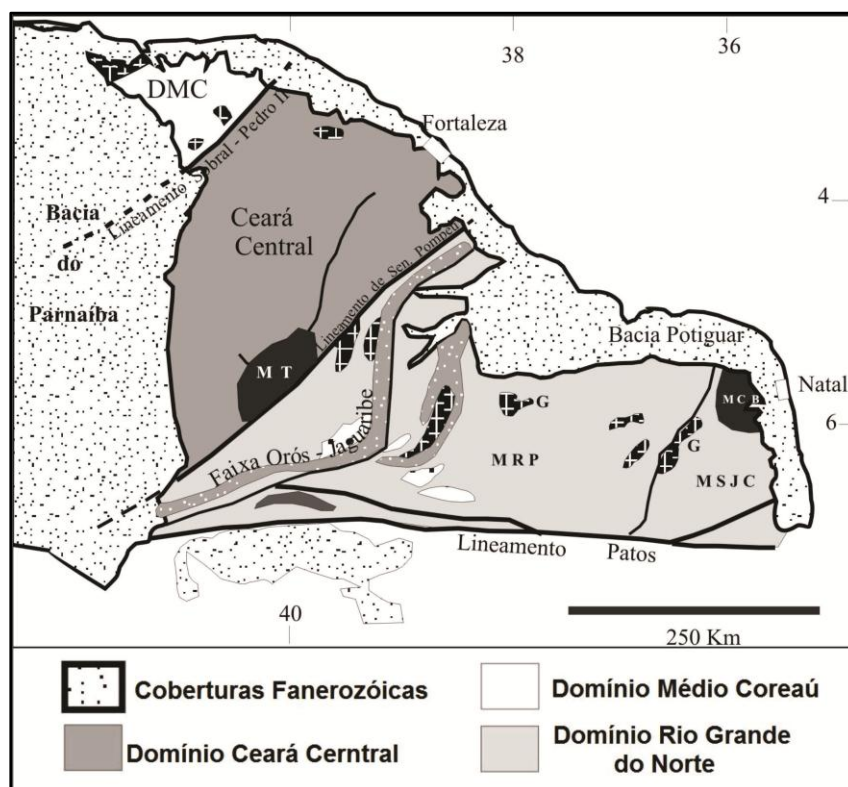 40
38
36
DMC
Lineamento Sobral - Pedro II
Fortaleza
4
Bacia
do
Parnaíba
Ceará
Central
Lineamento de Sen. Pompeu
Bacia Potiguar
M T
Natal
G
M C B
6
Faixa Orós - Jaguaribe
G
M R P
M S J C
Lineamento Patos
40
250 Km
Coberturas Fanerozóicas
Domínio Médio Coreaú
Domínio Ceará Cerntral
Domínio Rio Grande
do Norte